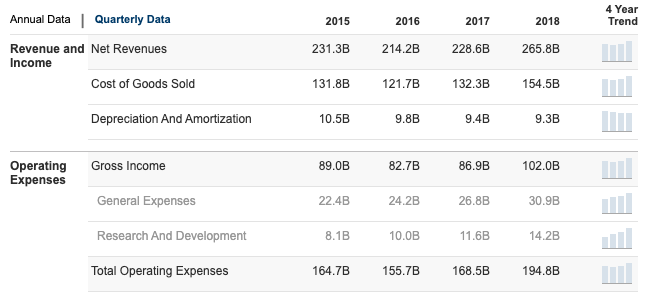 Annual Data | Quarterly Data 2015 2016 2017 2018 4 Year Trend
Revenue and Income Net Revenues 231.3B 214.2B 228.6B 265.8B
Cost of Goods Sold 131.8B 121.7B 132.3B 154.5B
Depreciation And Amortization 10.5B 9.8B 9.4B 9.3B
Operating Expenses Gross Income 89.0B 82.7B 86.9B 102.0B
General Expenses 22.4B 24.2B 26.8B 30.9B
Research And Development 8.1B 10.0B 11.6B 14.2B
Total Operating Expenses 164.7B 155.7B 168.5B 194.8B